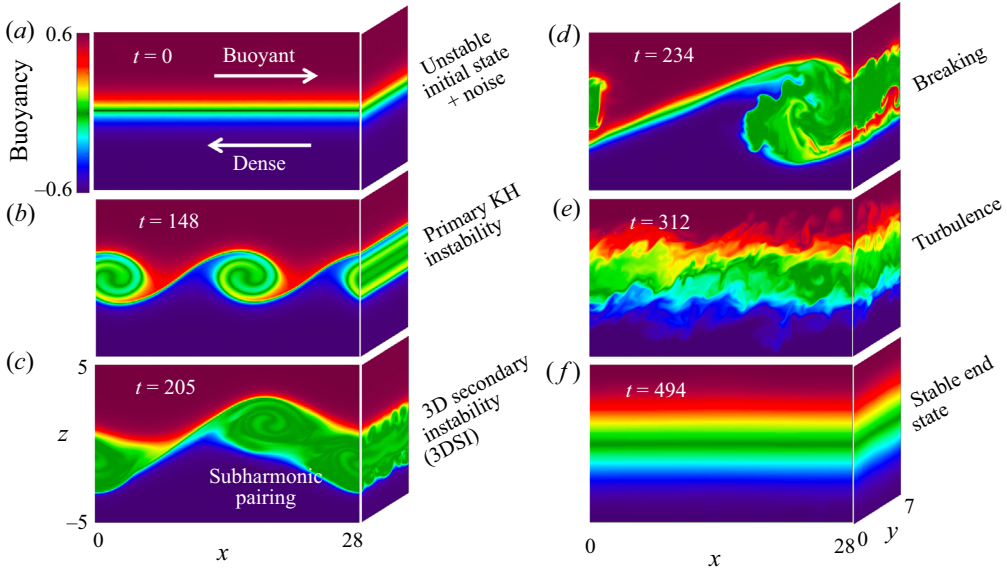 (a)
0.6
Buoyancy
−0.6
t = 0
Buoyant
Dense
Unstable
initial state
+ noise
(b)
t = 148
Primary KH
instability
(c)
5
z
−5
t = 205
Subharmonic
pairing
3D secondary
instability
(3DSI)
0
28
x
(d)
t = 234
Breaking
(e)
t = 312
Turbulence
(f)
t = 494
Stable end
state
0
28
x
0
y
7